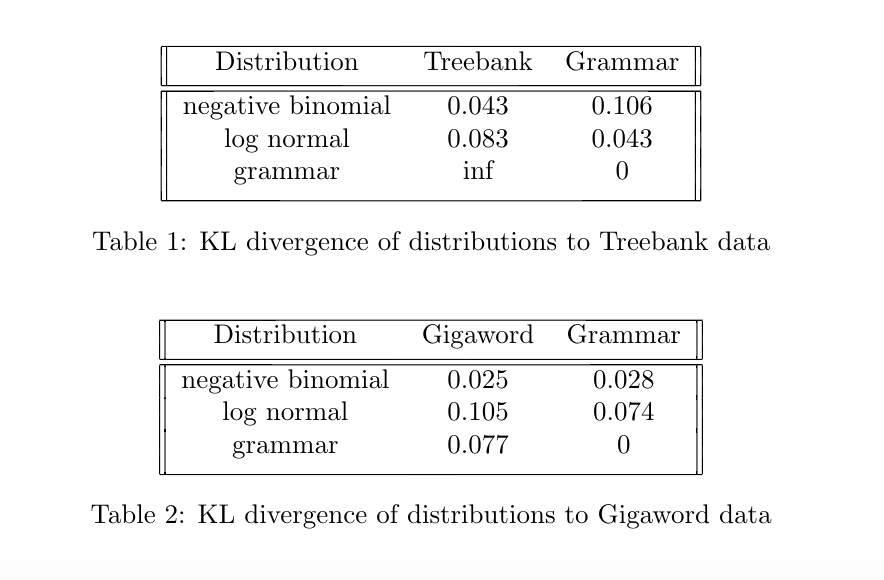 Distribution Treebank Grammar
negative binomial 0.043 0.106
log normal 0.083 0.043
grammar inf 0
Table 1: KL divergence of distributions to Treebank data
Distribution Gigaword Grammar
negative binomial 0.025 0.028
log normal 0.105 0.074
grammar 0.077 0
Table 2: KL divergence of distributions to Gigaword data